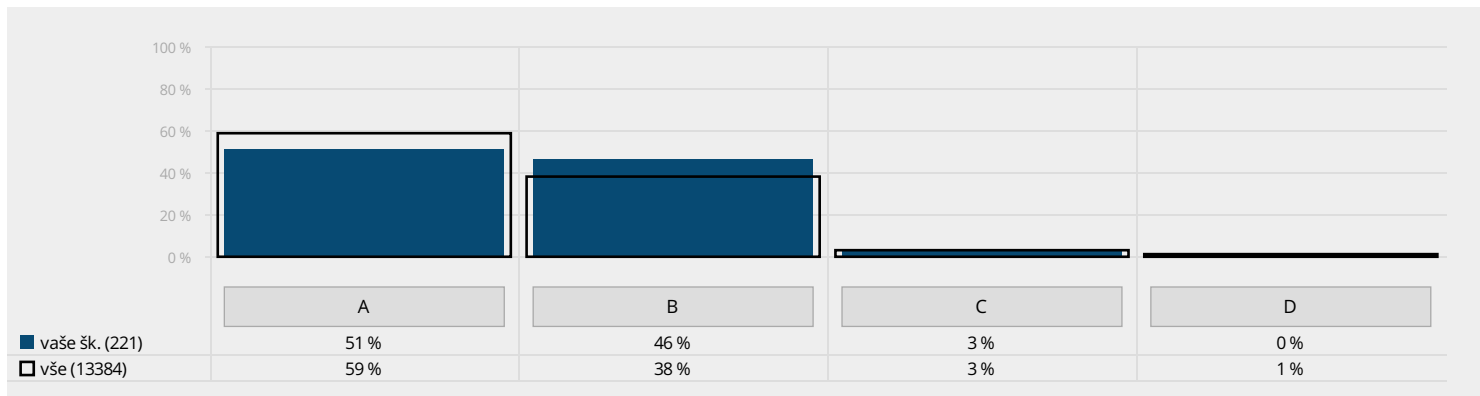 100 %
80 %
60 %
40 %
20 %
0 %
A B C D
vaše šk. (221) 51 % 46 % 3 % 0 %
vše (13384) 59 % 38 % 3 % 1 %